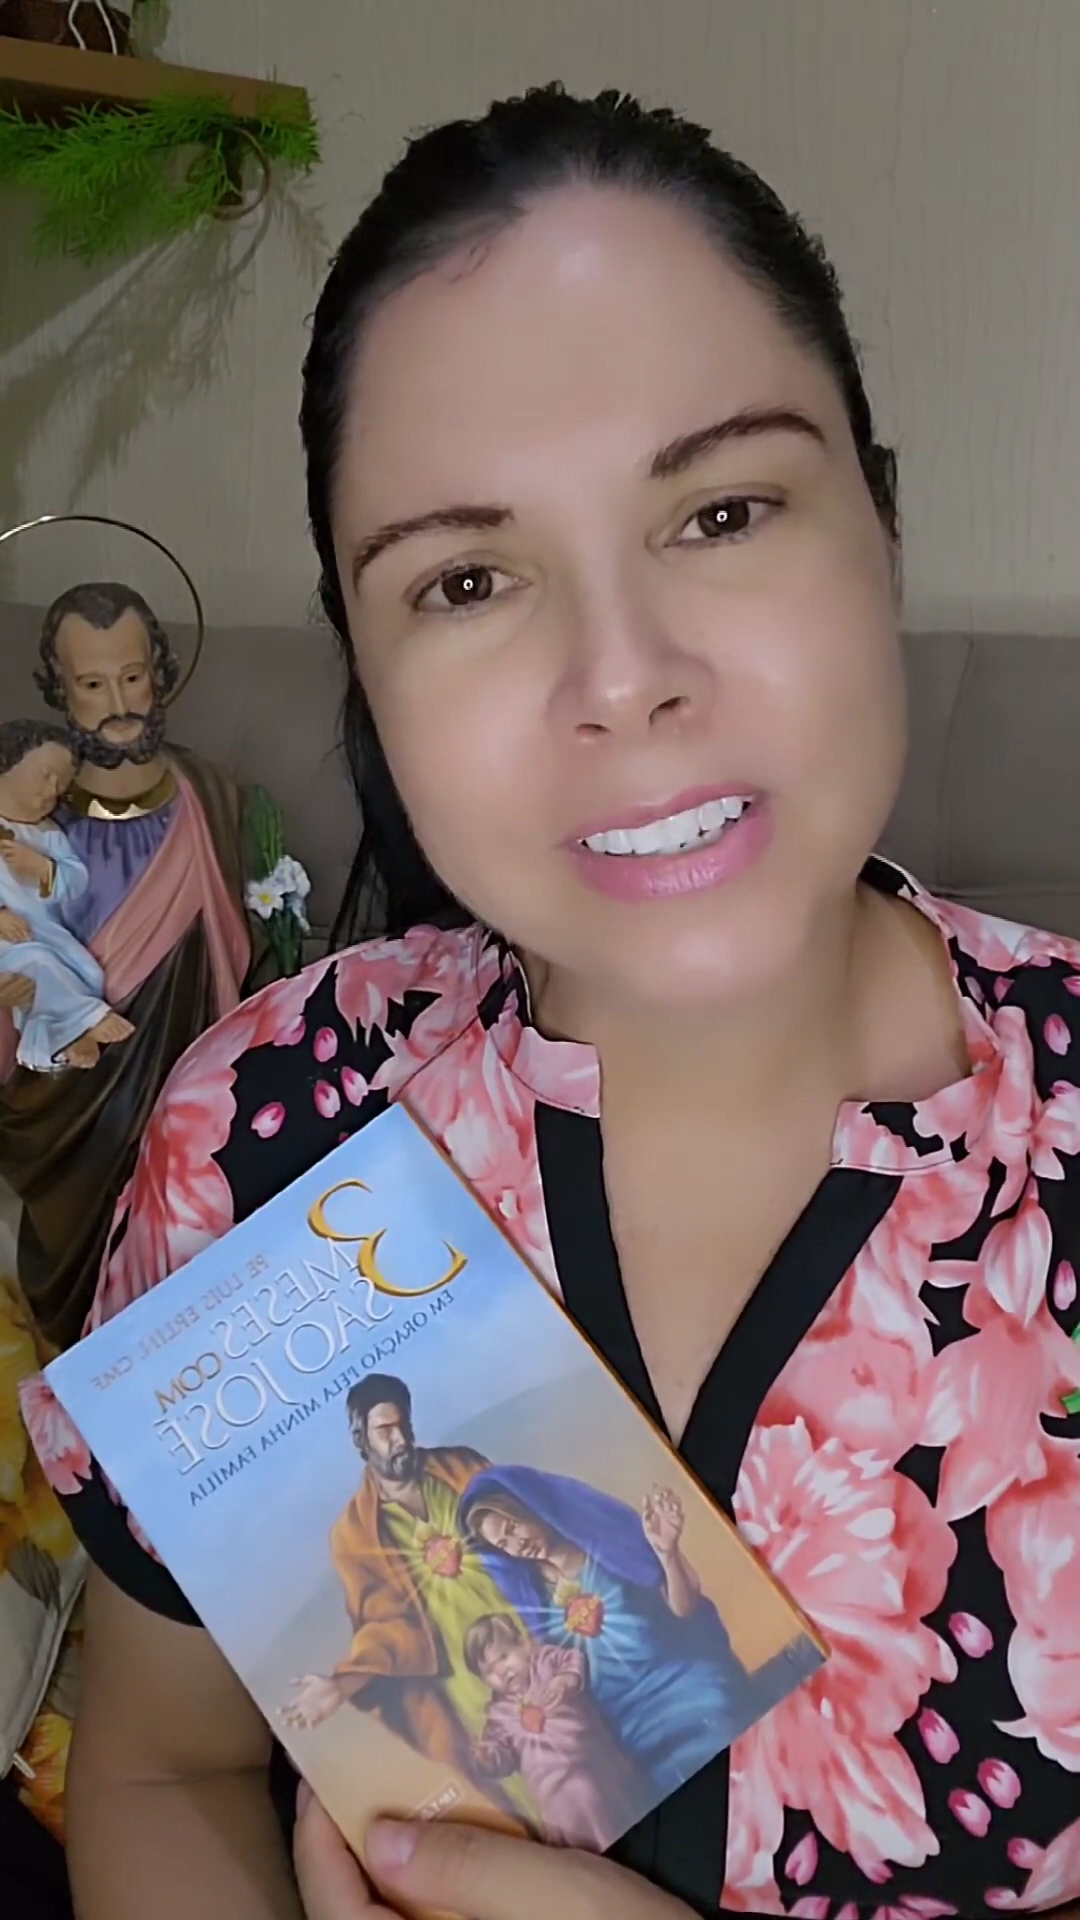 PE LUIS ERLIN, CMF
3
MESES COM
SÃO JOSÉ
EM ORAÇÃO PELA MINHA FAMÍLIA